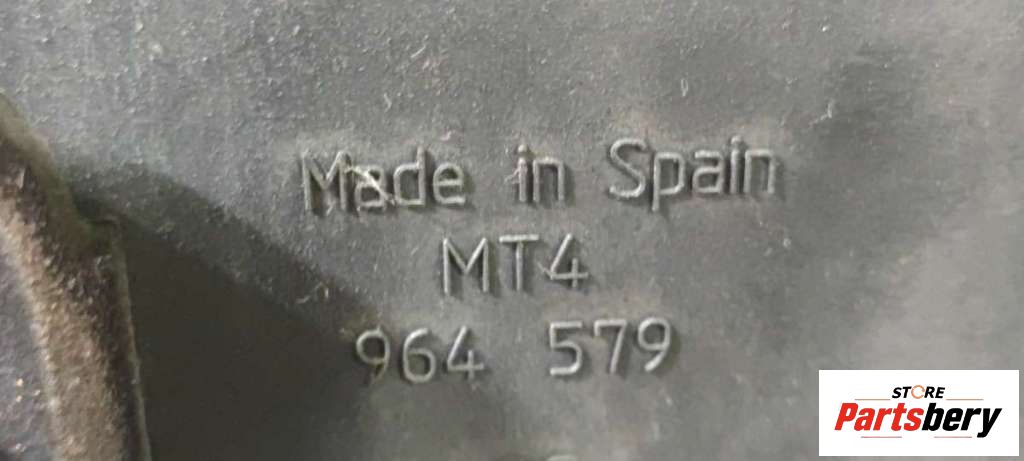 Made in Spain
MT4
964 579
STORE
Partsbery